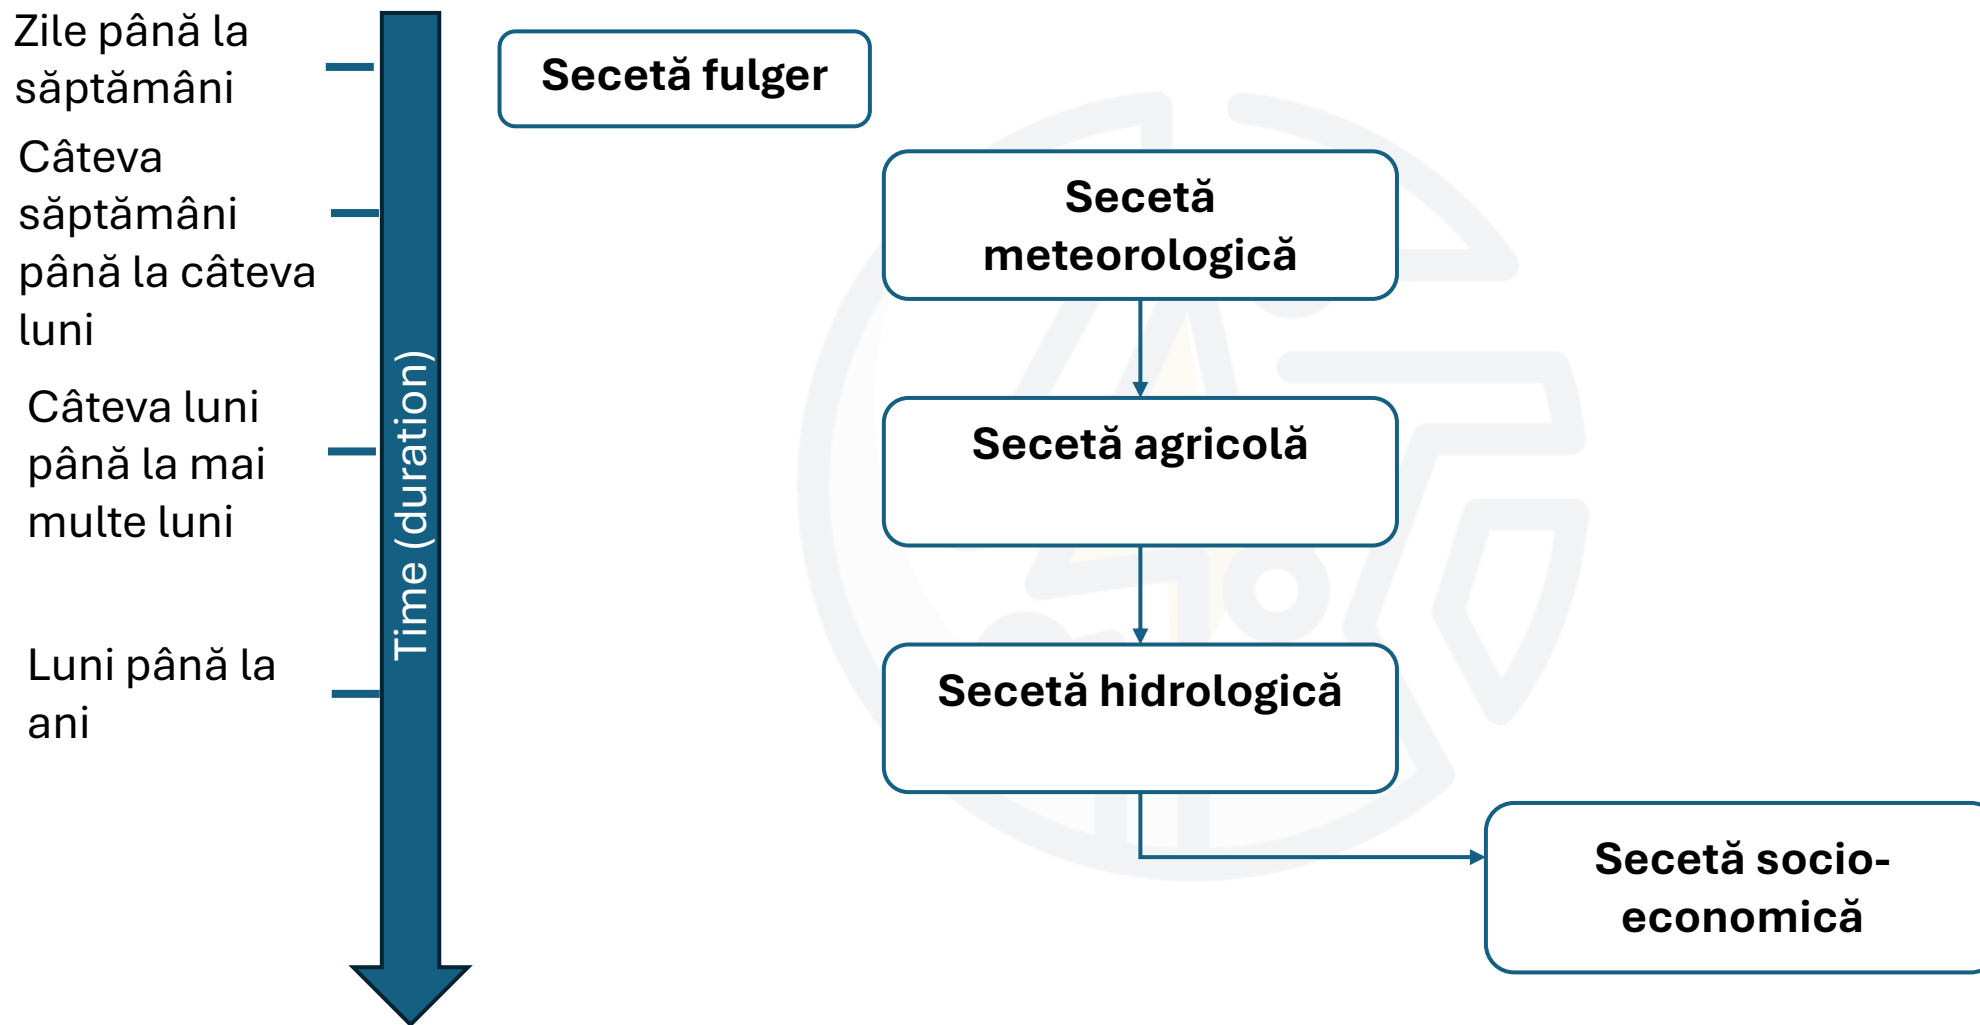 Zile până la
săptămâni
Secetă fulger
Câteva
săptămâni
până la câteva
luni
Secetă
meteorologică
Câteva luni
până la mai
multe luni
Secetă agricolă
Time (duration)
Luni până la
ani
Secetă hidrologică
Secetă socio-
economică